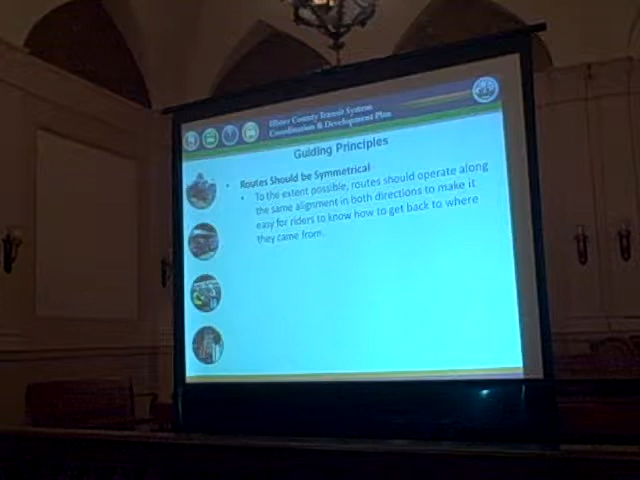 Ulster County Transit System
Coordination & Development Plan
Guiding Principles
• Routes Should be Symmetrical
• To the extent possible, routes should operate along
the same alignment in both directions to make it
easy for riders to know how to get back to where
they came from.